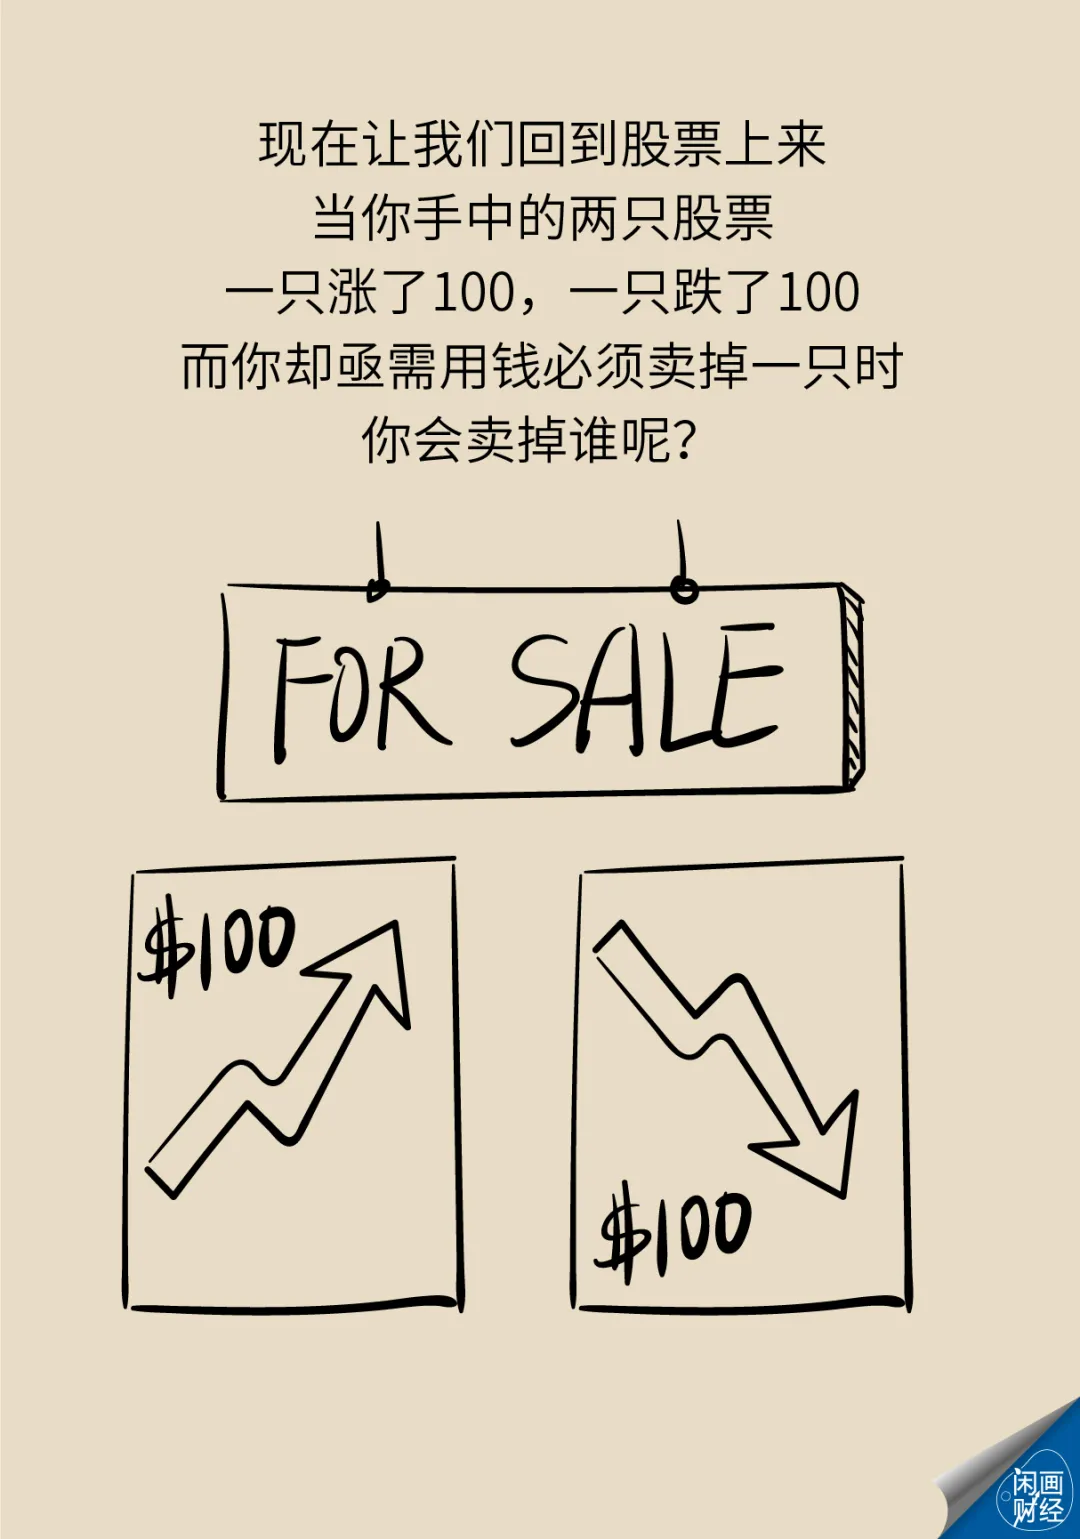 现在让我们回到股票上来
当你手中的两只股票
一只涨了100，一只跌了100
而你却亟需用钱必须卖掉一只时
你会卖掉谁呢？
FOR SALE
$100
$100
闲画
财经